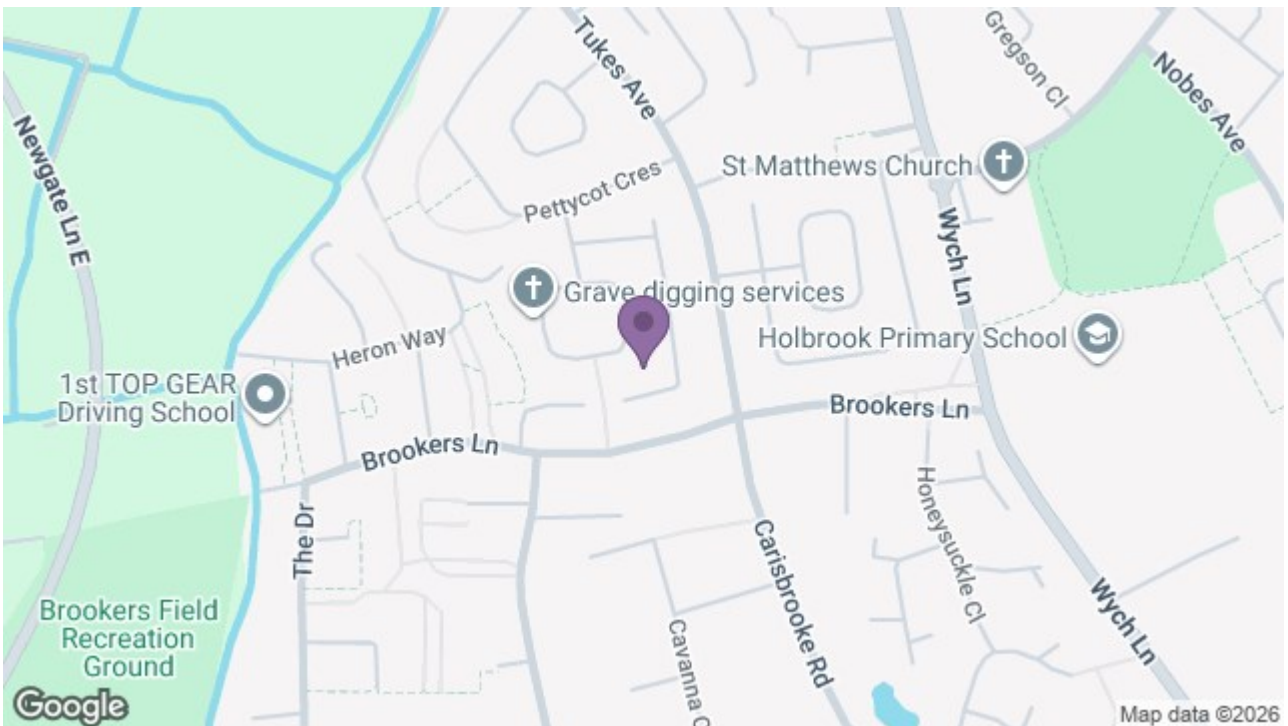 Tukes Ave
Gregson Cl
Nobes Ave
Newgate Ln E
St Matthews Church
Pettycot Cres
Wych Ln
Grave digging services
Heron Way
Holbrook Primary School
1st TOP GEAR
Driving School
Brookers Ln
Brookers Ln
The Dr
Honeysuckle Cl
Carisbrooke Rd
Wych Ln
Brookers Field
Recreation
Ground
Cavanna C
Google
Map data ©2026